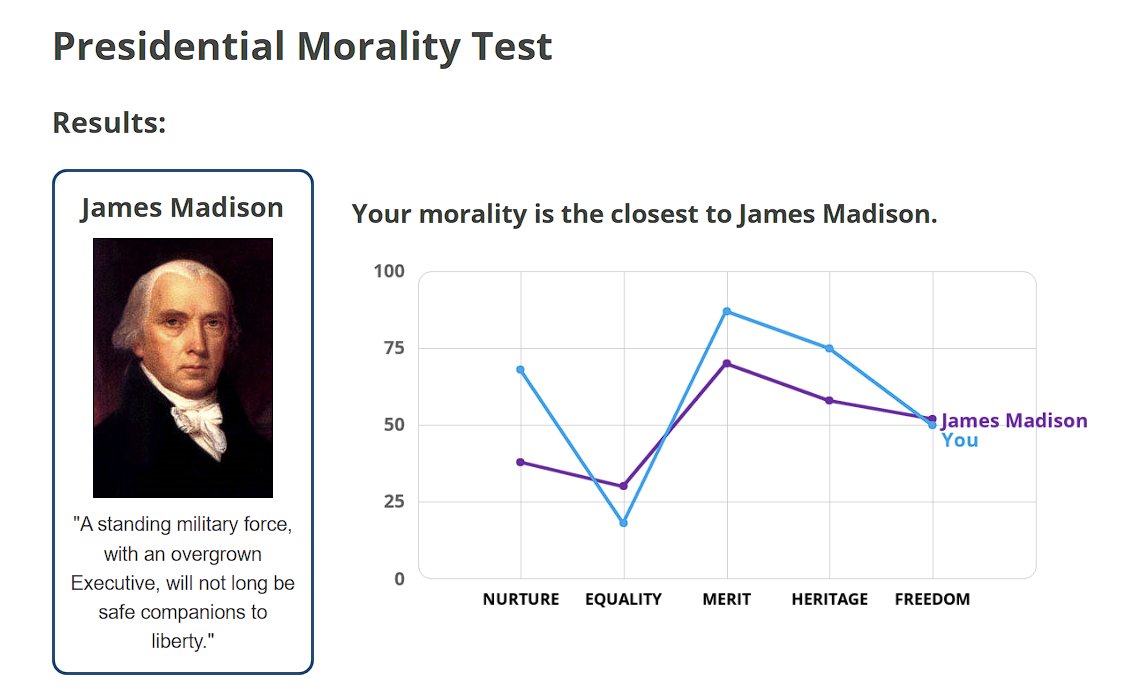 Presidential Morality Test
Results:
James Madison
"A standing military force,
with an overgrown
Executive, will not long be
safe companions to
liberty."
Your morality is the closest to James Madison.
100
75
50
25
0
James Madison
You
NURTURE EQUALITY MERIT HERITAGE FREEDOM